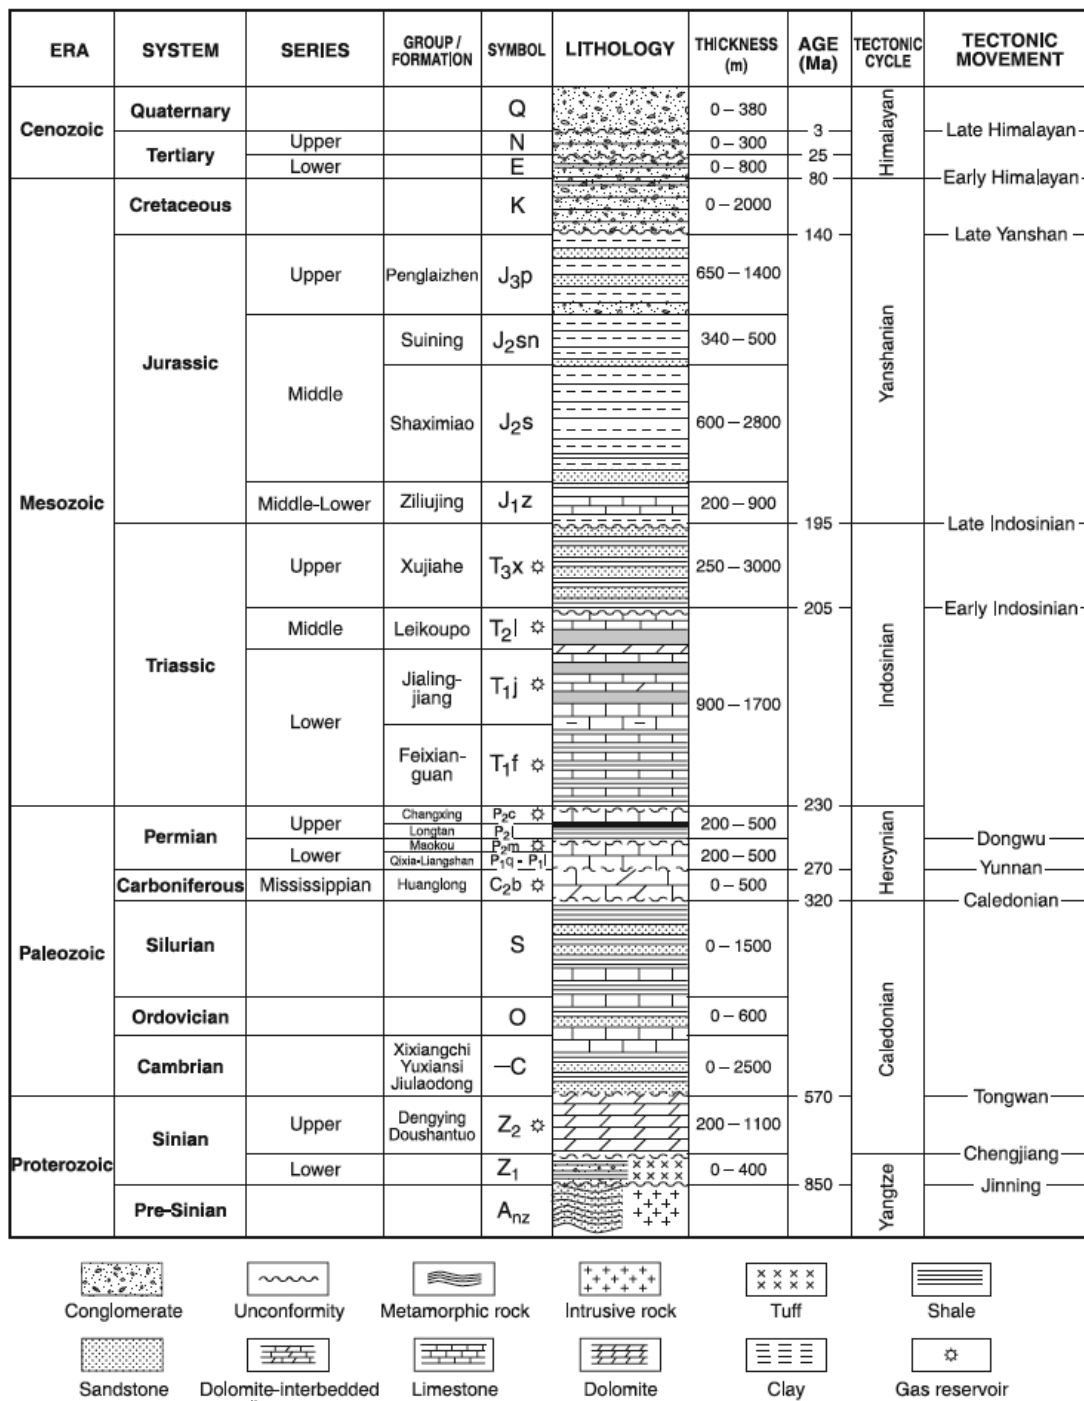 ERA SYSTEM SERIES GROUP / FORMATION SYMBOL LITHOLOGY THICKNESS (m) AGE (Ma) TECTONIC CYCLE TECTONIC MOVEMENT
Cenozoic Quaternary Q 0 – 380 Himalayan
3 Late Himalayan
Tertiary Upper N 0 – 300
25
Lower E 0 – 800
80 Early Himalayan
Mesozoic Cretaceous K 0 – 2000 Yanshanian
140 Late Yanshan
Jurassic Upper Penglaizhen J3p 650 – 1400
Middle Suining J2sn 340 – 500
Shaximiao J2s 600 – 2800
Middle-Lower Ziliujing J1z 200 – 900
195 Late Indosinian
Triassic Upper Xujiahe T3x 250 – 3000 Indosinian
205 Early Indosinian
Middle Leikoupo T2l 900 – 1700
Lower Jialing-jiang T1j
Feixian-guan T1f
230
Paleozoic Permian Upper Changxing P2c 200 – 500 Hercynian
Longtan P2l
Dongwu
Lower Maokou P2m 200 – 500
Qixia-Liangshan P1q - P1l
270 Yunnan
Carboniferous Mississippian Huanglong C2b 0 – 500
320 Caledonian
Silurian S 0 – 1500 Caledonian
Ordovician O 0 – 600
Cambrian Xixiangchi Yuxiansi Jiulaodong –C 0 – 2500
570 Tongwan
Proterozoic Sinian Upper Dengying Doushantuo Z2 200 – 1100
Chengjiang
Lower Z1 0 – 400 Yangtze
850 Jinning
Pre-Sinian Anz
Conglomerate Unconformity Metamorphic rock Intrusive rock Tuff Shale
Sandstone Dolomite-interbedded Limestone Dolomite Clay Gas reservoir